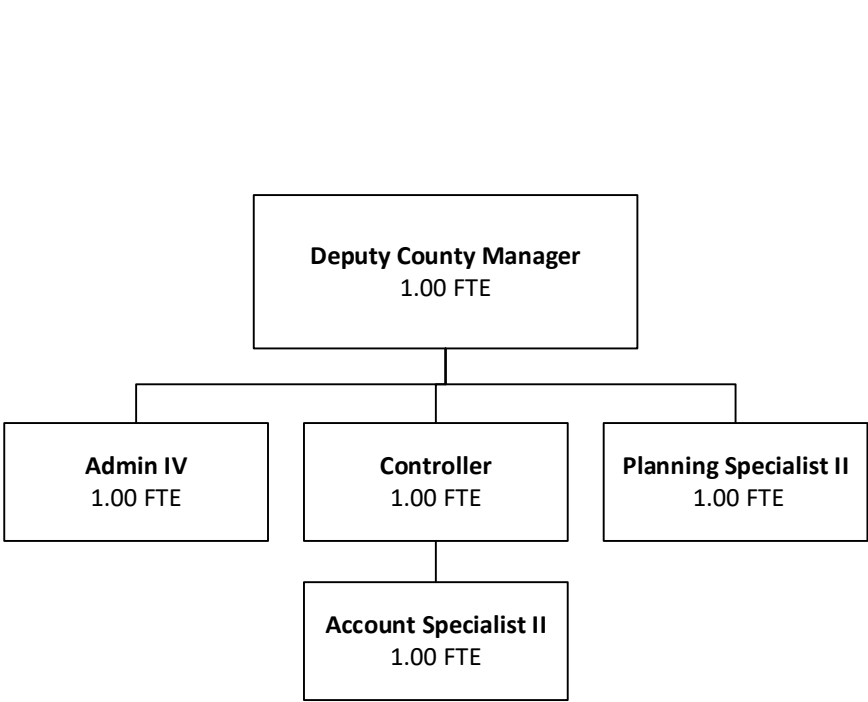 Deputy County Manager
1.00 FTE
Admin IV
1.00 FTE
Controller
1.00 FTE
Planning Specialist II
1.00 FTE
Account Specialist II
1.00 FTE